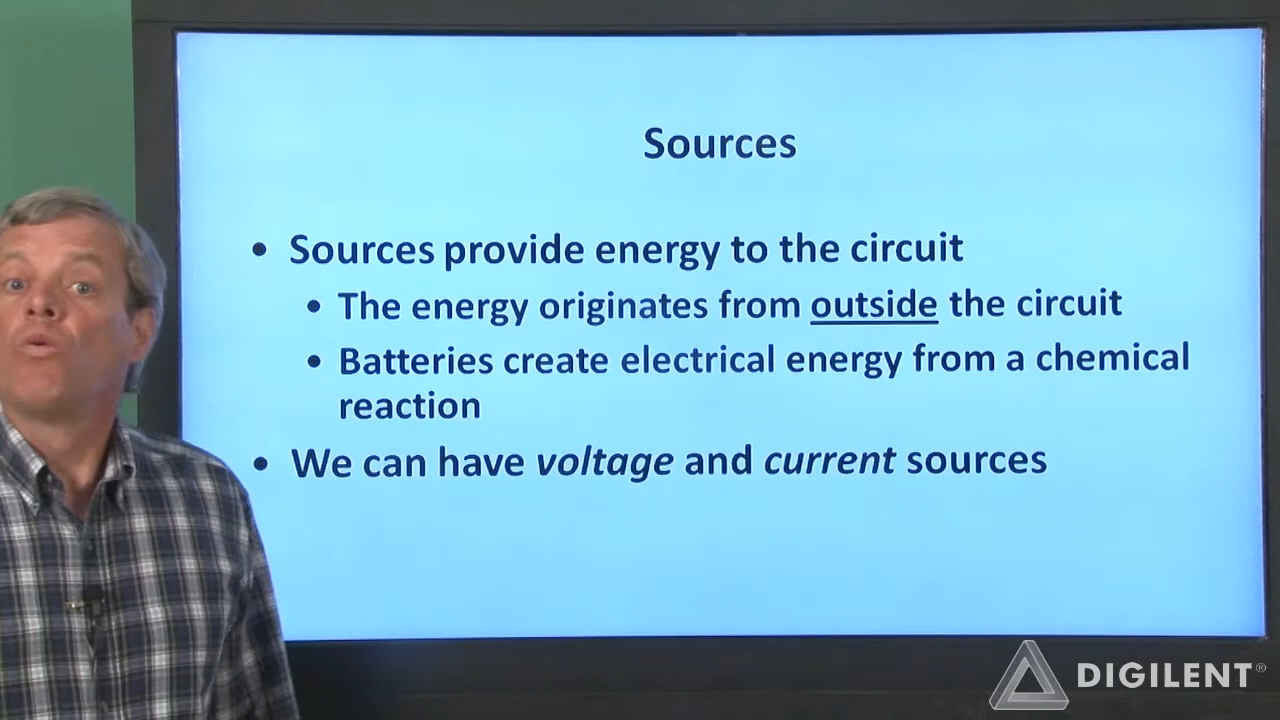 Sources
• Sources provide energy to the circuit
• The energy originates from outside the circuit
• Batteries create electrical energy from a chemical
reaction
• We can have voltage and current sources
DIGILENT®